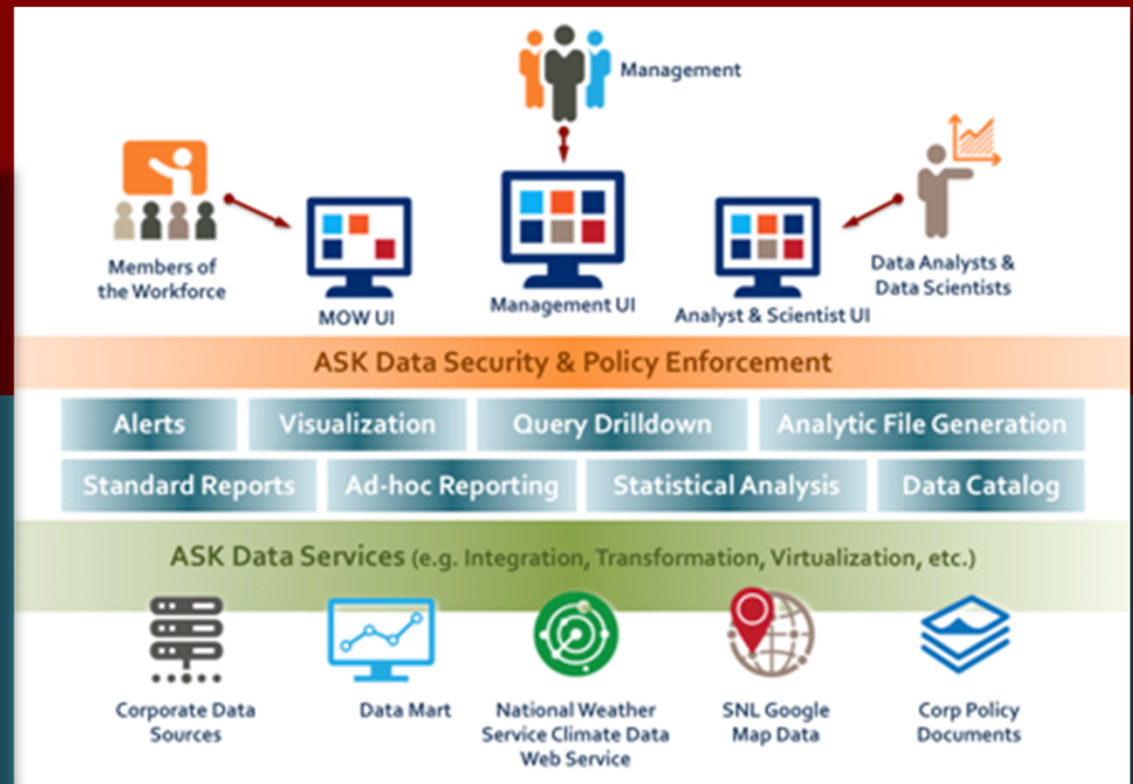 Management
Members of
the Workforce
Data Analysts &
Data Scientists
MOW UI
Management UI
Analyst & Scientist UI
ASK Data Security & Policy Enforcement
Alerts
Visualization
Query Drilldown
Analytic File Generation
Standard Reports
Ad-hoc Reporting
Statistical Analysis
Data Catalog
ASK Data Services (e.g. Integration, Transformation, Virtualization, etc.)
Corporate Data
Sources
Data Mart
National Weather
Service Climate Data
Web Service
SNL Google
Map Data
Corp Policy
Documents